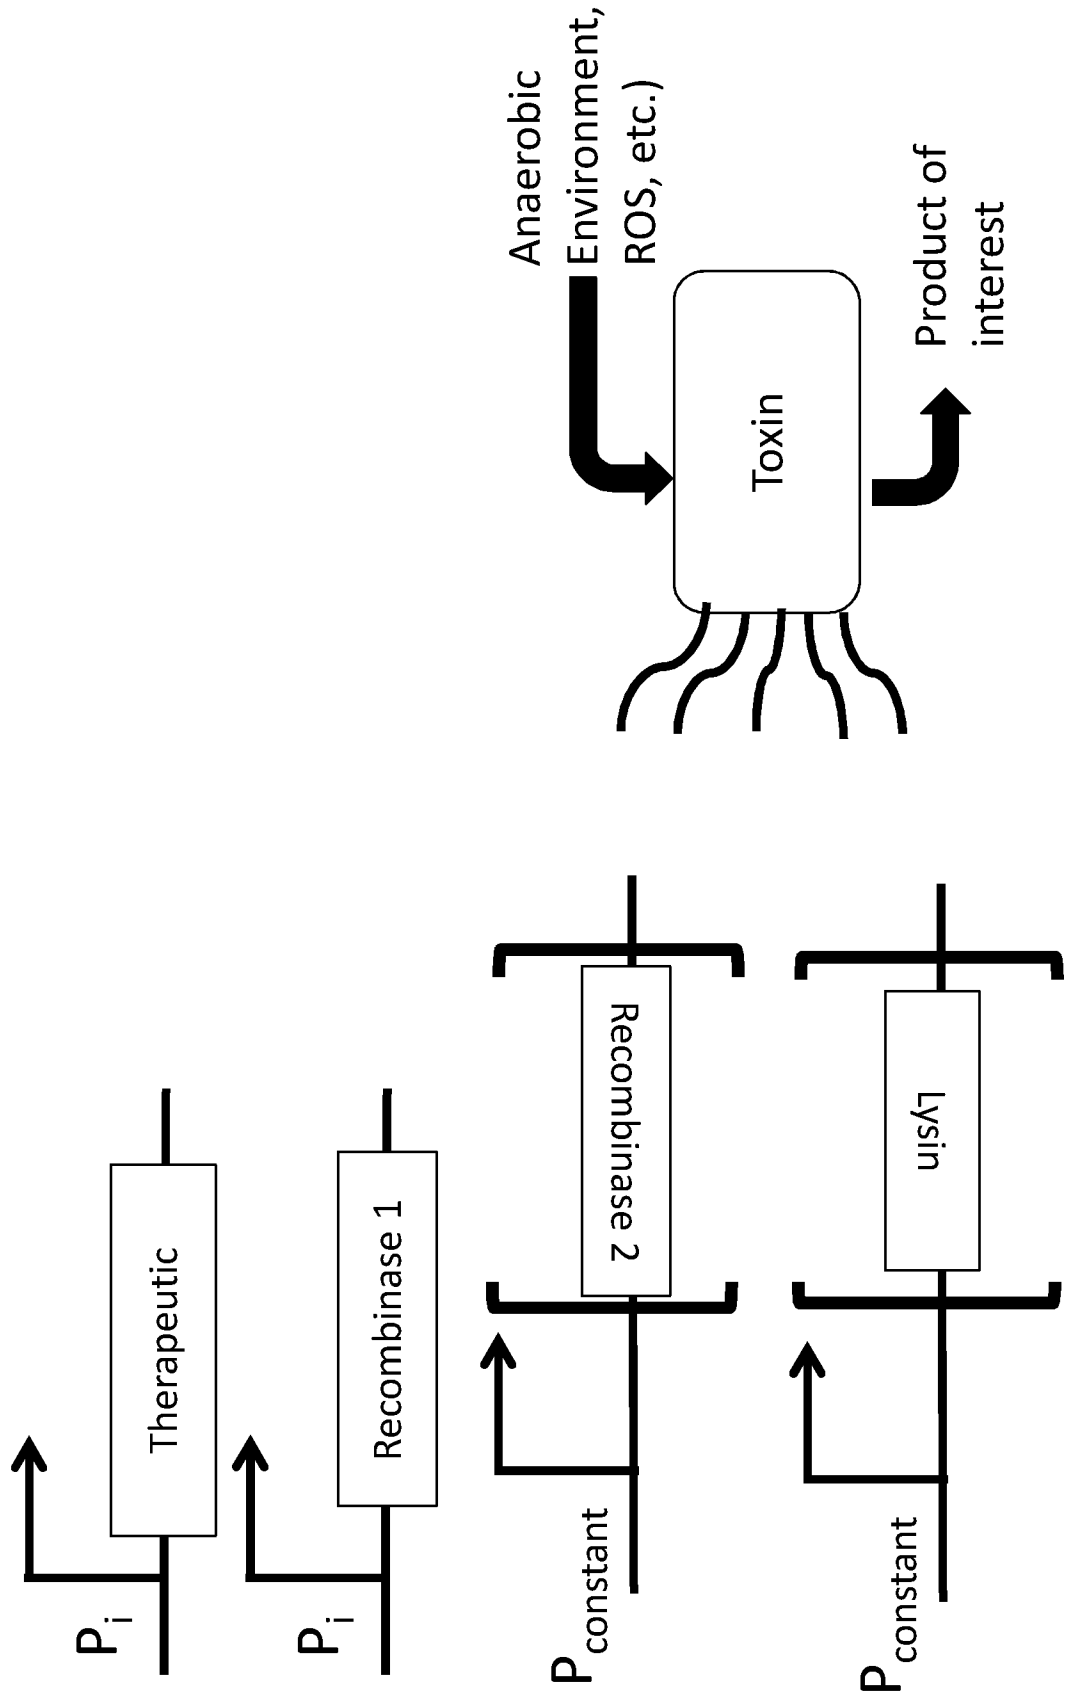 P i
Therapeutic
P i
Recombinase 1
P constant
Recombinase 2
P constant
Lysin
Anaerobic
Environment,
ROS, etc.)
Toxin
Product of
interest